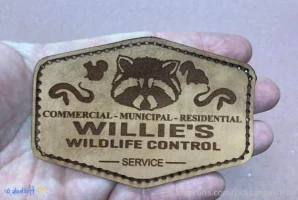 COMMERCIAL - MUNICIPAL - RESIDENTIAL
WILLIE'S
WILDLIFE CONTROL
SERVICE